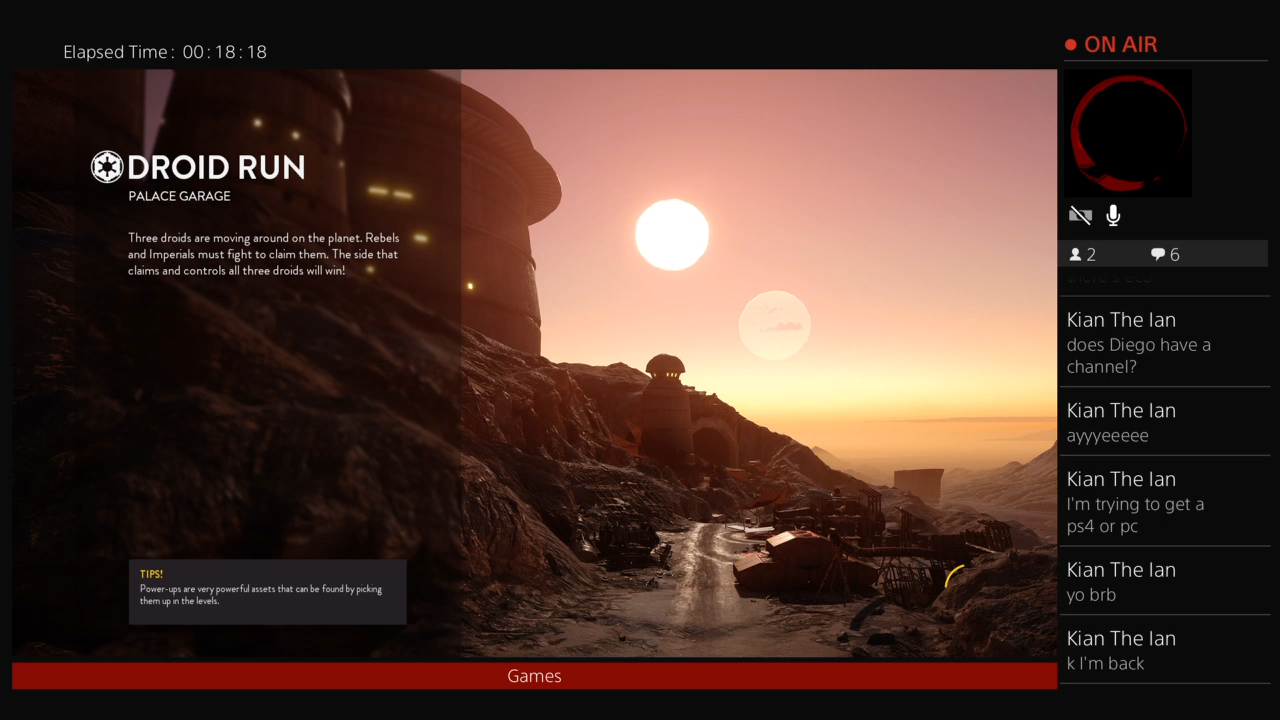 Elapsed Time: 00:18:18
ON AIR
DROID RUN
PALACE GARAGE
Three droids are moving around on the planet. Rebels
and Imperials must fight to claim them. The side that
claims and controls all three droids will win!
TIPS!
Power-ups are very powerful assets that can be found by picking
them up in the levels.
Games
2
6
Kian The Ian
does Diego have a
channel?
Kian The Ian
ayyyeeeee
Kian The Ian
I'm trying to get a
ps4 or pc
Kian The Ian
yo brb
Kian The Ian
k I'm back